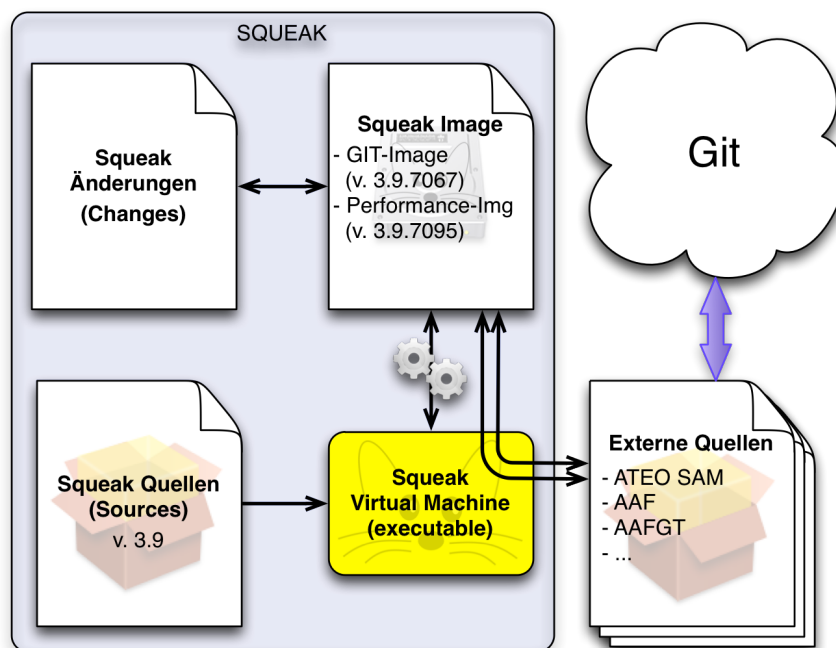 SQUEAK
Squeak
Änderungen
(Changes)
Squeak Image
- GIT-Image
(v. 3.9.7067)
- Performance-Img
(v. 3.9.7095)
Git
Squeak Quellen
(Sources)
v. 3.9
Squeak
Virtual Machine
(executable)
Externe Quellen
- ATEO SAM
- AAF
- AAFGT
- ...